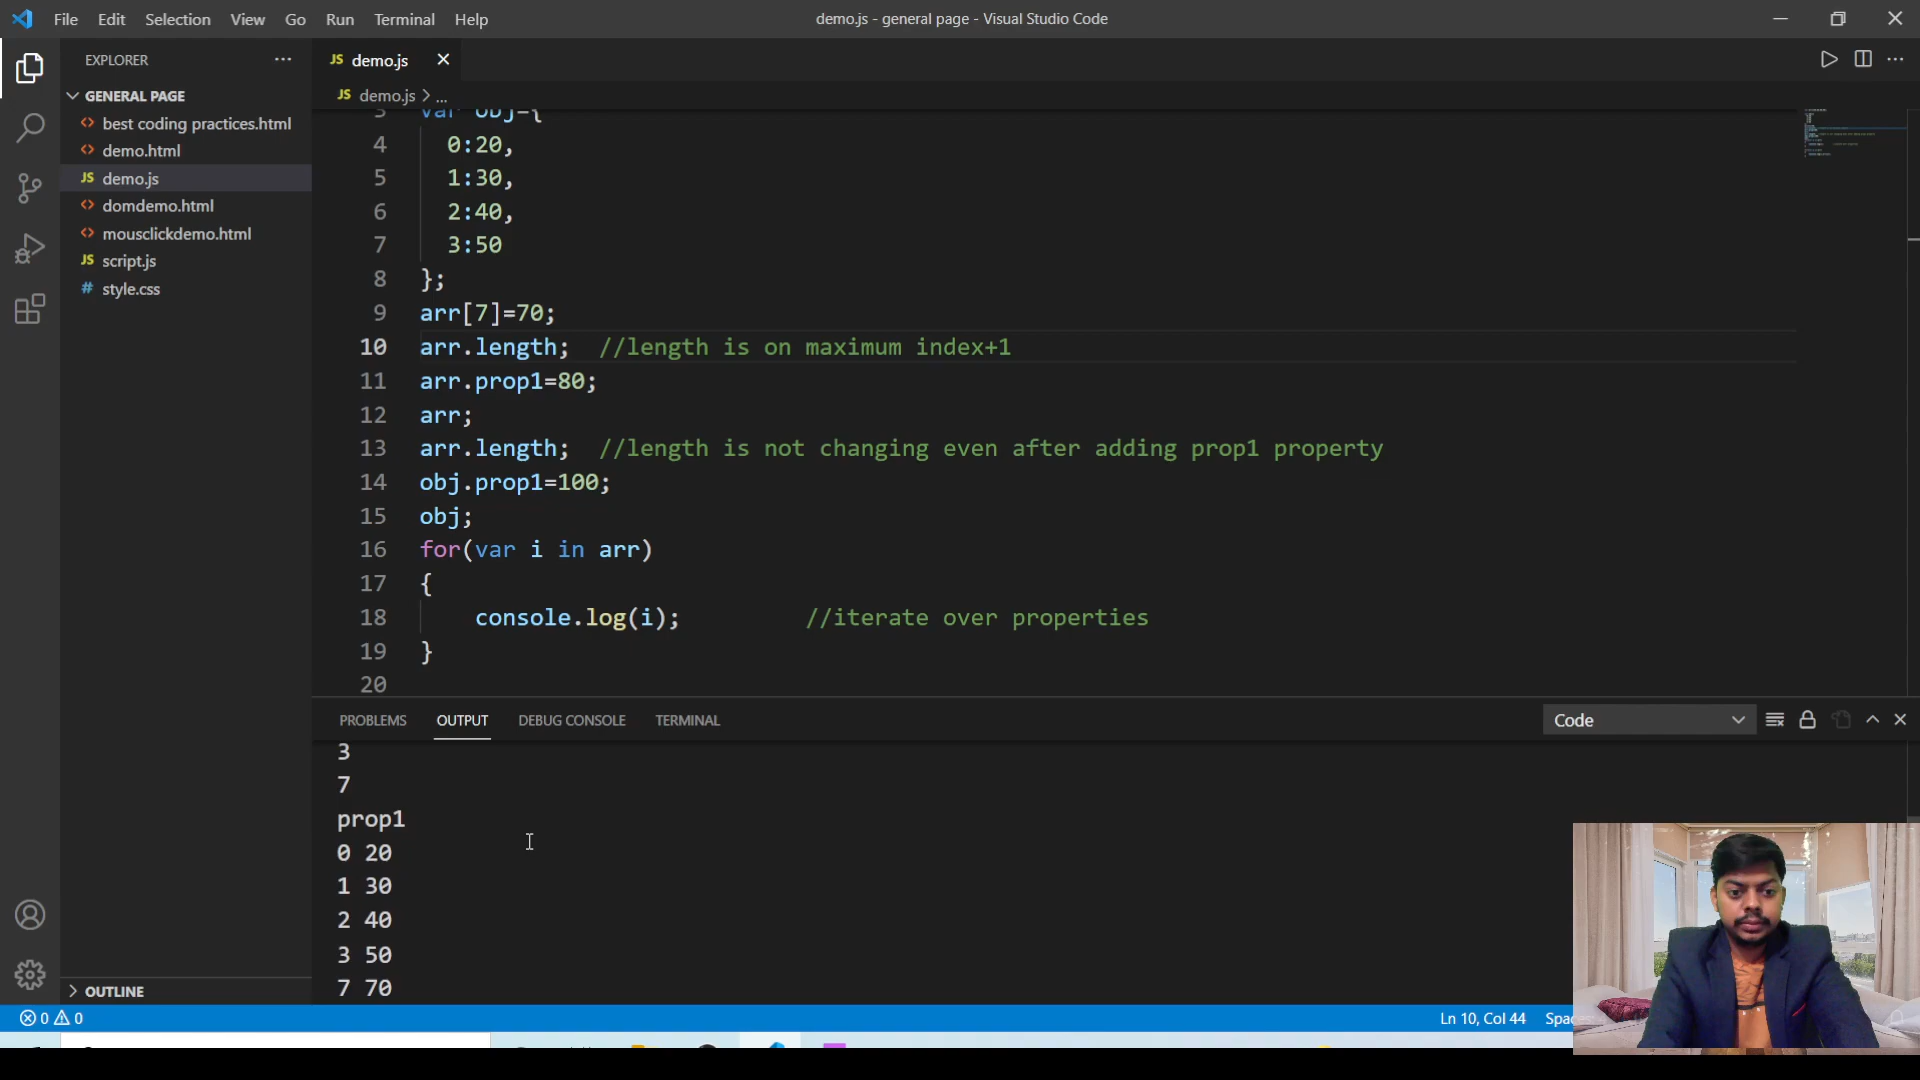 File Edit Selection View Go Run Terminal Help
demo.js - general page - Visual Studio Code
EXPLORER
JS demo.js
GENERAL PAGE
JS demo.js > ...
best coding practices.html
demo.html
JS demo.js
domdemo.html
mousclickdemo.html
JS script.js
# style.css
3 var obj={
4 0:20,
5 1:30,
6 2:40,
7 3:50
8 };
9 arr[7]=70;
10 arr.length; //length is on maximum index+1
11 arr.prop1=80;
12 arr;
13 arr.length; //length is not changing even after adding prop1 property
14 obj.prop1=100;
15 obj;
16 for(var i in arr)
17 {
18 console.log(i); //iterate over properties
19 }
20
PROBLEMS OUTPUT DEBUG CONSOLE TERMINAL
Code
3
7
prop1
0 20
1 30
2 40
3 50
7 70
OUTLINE
0 0
Ln 10, Col 44